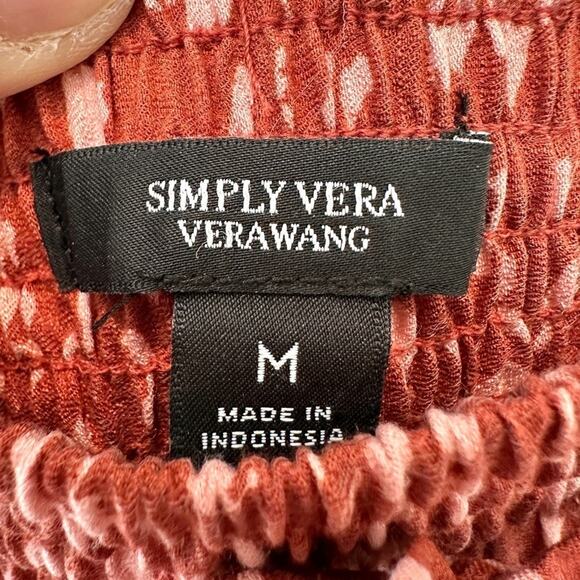 SIMPLY VERA
VERAWANG
M
MADE IN
INDONESIA